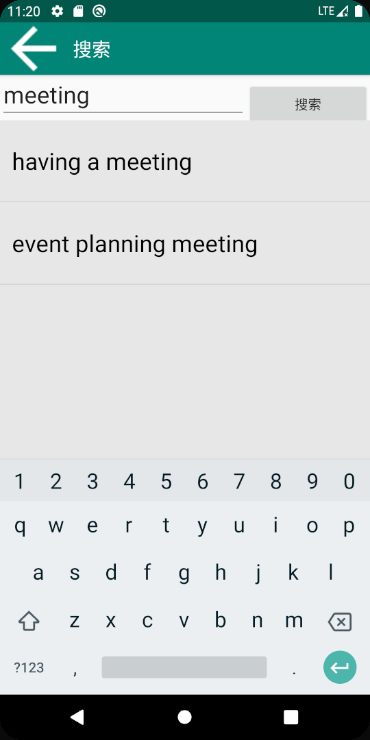 11:20 LTE
搜索
meeting
搜索
having a meeting
event planning meeting
1 2 3 4 5 6 7 8 9 0
q w e r t y u i o p
a s d f g h j k l
z x c v b n m
?123 , .